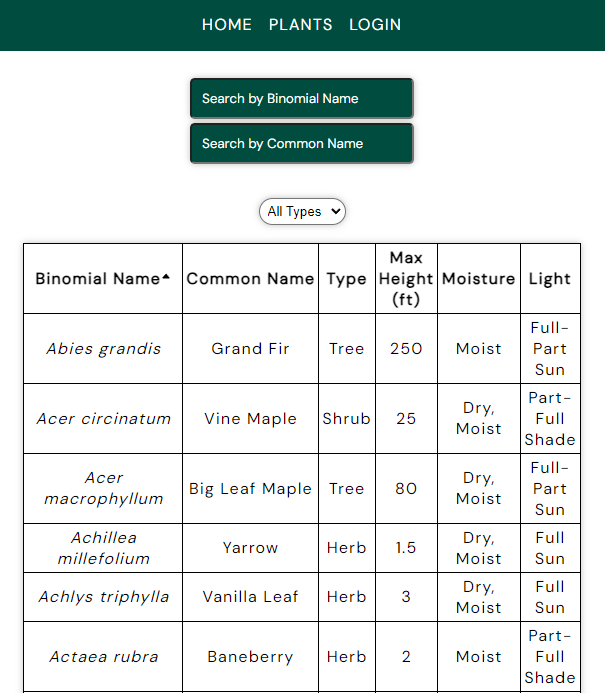 HOME PLANTS LOGIN
Search by Binomial Name
Search by Common Name
All Types
Binomial Name Common Name Type Max Height (ft) Moisture Light
Abies grandis Grand Fir Tree 250 Moist Full-Part Sun
Acer circinatum Vine Maple Shrub 25 Dry, Moist Part-Full Shade
Acer macrophyllum Big Leaf Maple Tree 80 Dry, Moist Full-Part Sun
Achillea millefolium Yarrow Herb 1.5 Dry, Moist Full Sun
Achlys triphylla Vanilla Leaf Herb 3 Dry, Moist Full Sun
Actaea rubra Baneberry Herb 2 Moist Part-Full Shade